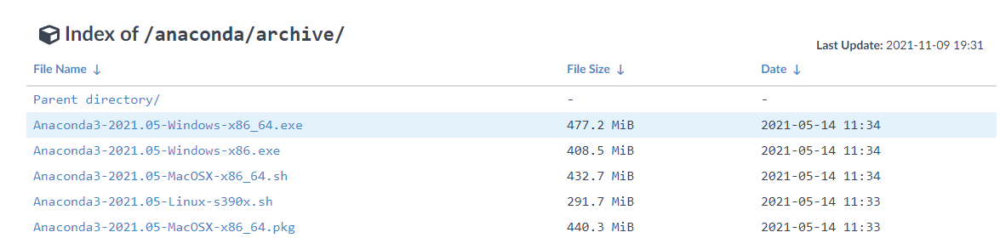 Index of /anaconda/archive/
Last Update: 2021-11-09 19:31
File Name ↓ File Size ↓ Date ↓
Parent directory/ - -
Anaconda3-2021.05-Windows-x86_64.exe 477.2 MiB 2021-05-14 11:34
Anaconda3-2021.05-Windows-x86.exe 408.5 MiB 2021-05-14 11:34
Anaconda3-2021.05-MacOSX-x86_64.sh 432.7 MiB 2021-05-14 11:34
Anaconda3-2021.05-Linux-s390x.sh 291.7 MiB 2021-05-14 11:33
Anaconda3-2021.05-MacOSX-x86_64.pkg 440.3 MiB 2021-05-14 11:33